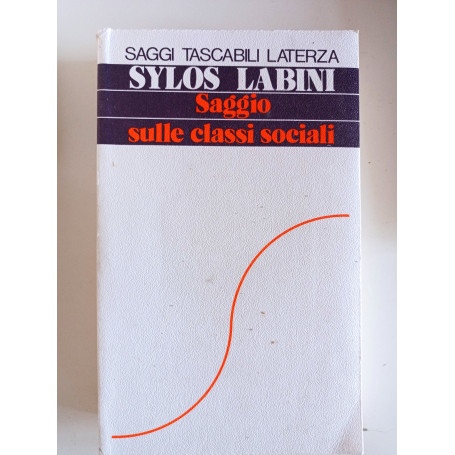 SAGGI TASCABILI LATERZA
SYLOS LABINI
Saggio
sulle classi sociali